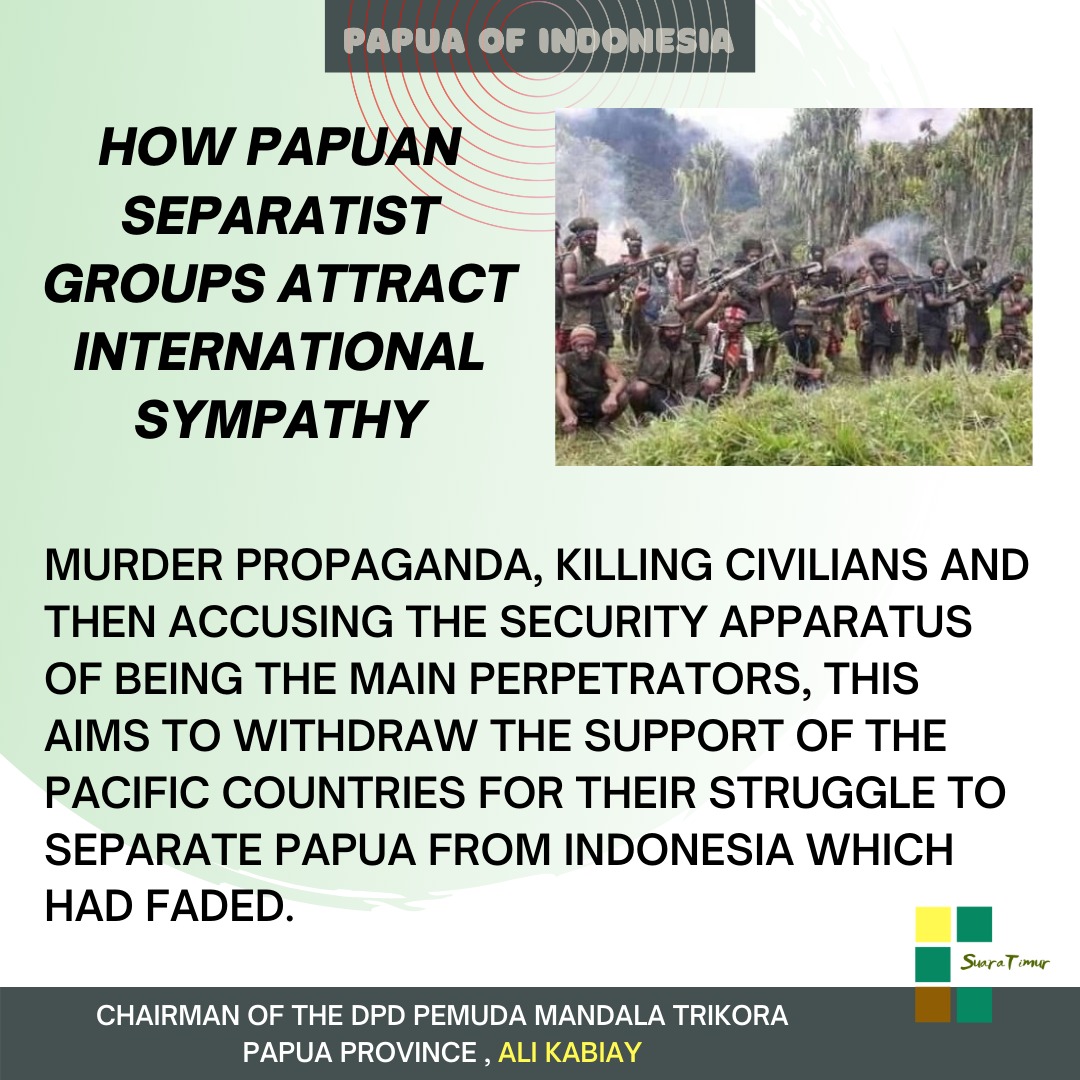 PAPUA OF INDONESIA
HOW PAPUAN
SEPARATIST
GROUPS ATTRACT
INTERNATIONAL
SYMPATHY
MURDER PROPAGANDA, KILLING CIVILIANS AND
THEN ACCUSING THE SECURITY APPARATUS
OF BEING THE MAIN PERPETRATORS, THIS
AIMS TO WITHDRAW THE SUPPORT OF THE
PACIFIC COUNTRIES FOR THEIR STRUGGLE TO
SEPARATE PAPUA FROM INDONESIA WHICH
HAD FADED.
SuaraTimur
CHAIRMAN OF THE DPD PEMUDA MANDALA TRIKORA
PAPUA PROVINCE , ALI KABIAY